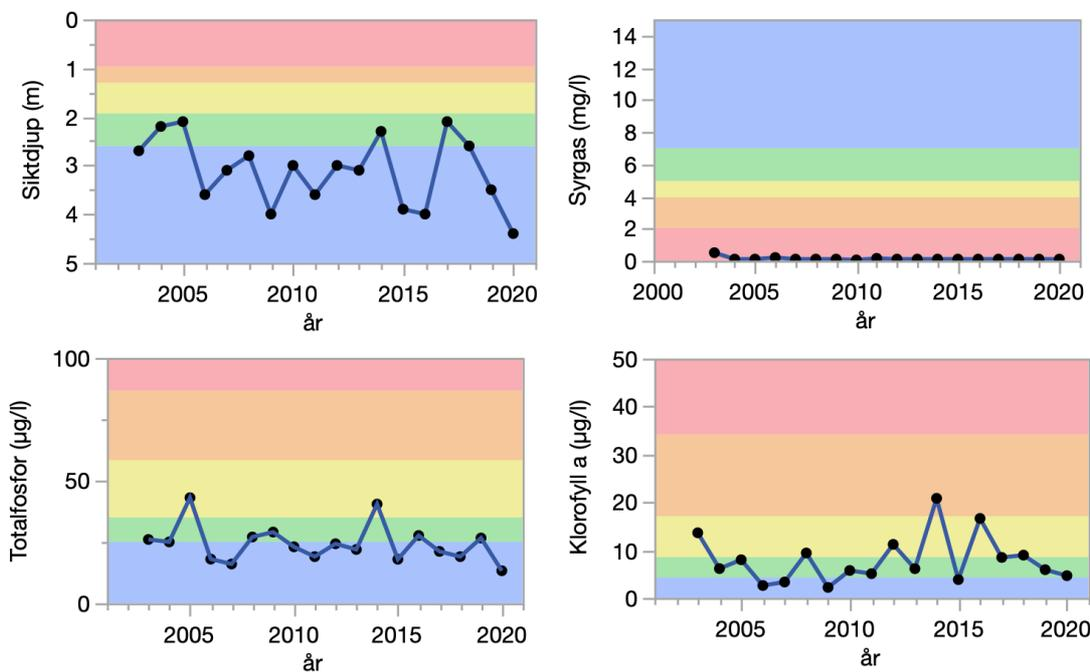 Siktdjup (m)
0
1
2
3
4
5
2005 2010 2015 2020
år
Syrgas (mg/l)
14
12
10
8
6
4
2
0
2000 2005 2010 2015 2020
år
Totalfosfor (µg/l)
100
50
0
2005 2010 2015 2020
år
Klorofyll a (µg/l)
50
40
30
20
10
0
2005 2010 2015 2020
år